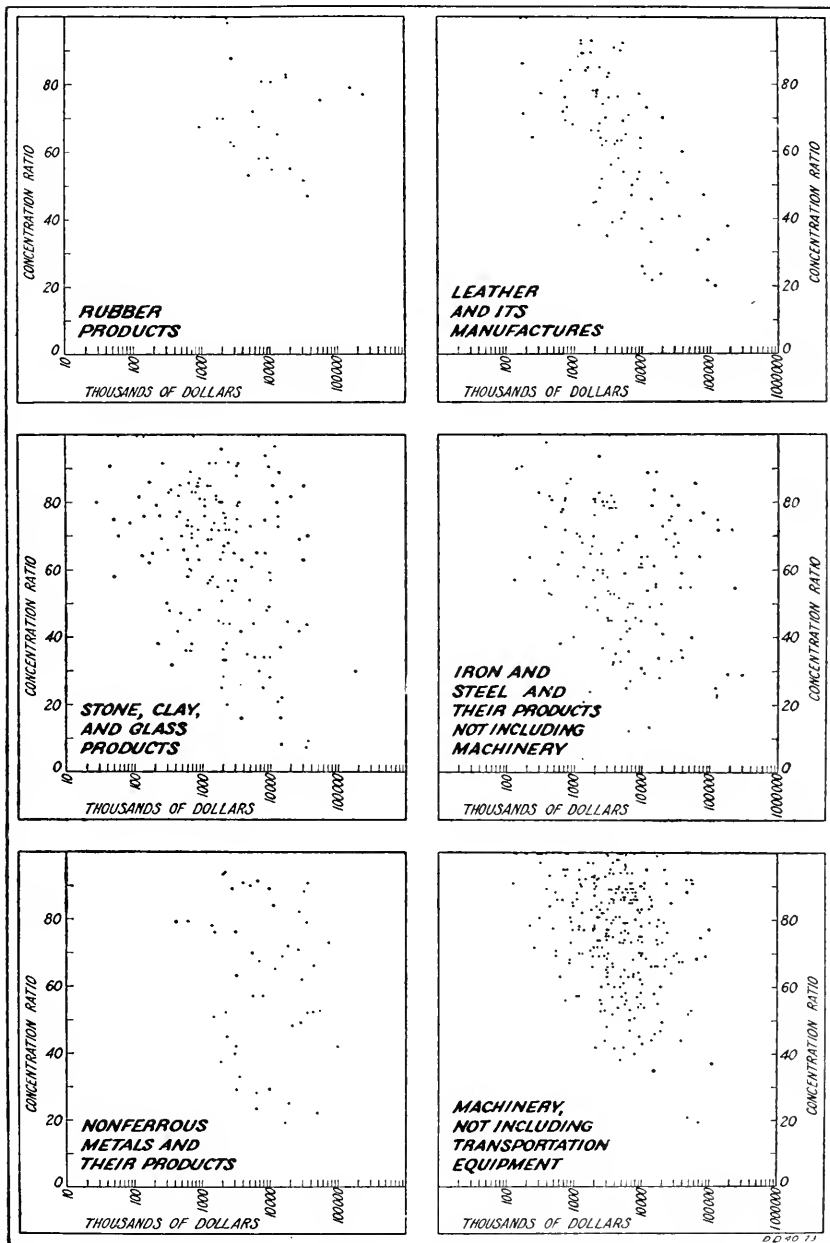 80
60
40
20
0
CONCENTRATION RATIO
RUBBER
PRODUCTS
10
100
1000
10000
100000
THOUSANDS OF DOLLARS
80
60
40
20
0
CONCENTRATION RATIO
LEATHER
AND ITS
MANUFACTURES
100
1000
10000
100000
1000000
THOUSANDS OF DOLLARS
80
60
40
20
0
CONCENTRATION RATIO
STONE, CLAY,
AND GLASS
PRODUCTS
10
100
1000
10000
100000
THOUSANDS OF DOLLARS
80
60
40
20
0
CONCENTRATION RATIO
IRON AND
STEEL AND
THEIR PRODUCTS
NOT INCLUDING
MACHINERY
100
1000
10000
100000
1000000
THOUSANDS OF DOLLARS
80
60
40
20
0
CONCENTRATION RATIO
NONFERROUS
METALS AND
THEIR PRODUCTS
10
100
1000
10000
100000
THOUSANDS OF DOLLARS
80
60
40
20
0
CONCENTRATION RATIO
MACHINERY,
NOT INCLUDING
TRANSPORTATION
EQUIPMENT
100
1000
10000
100000
1000000
THOUSANDS OF DOLLARS